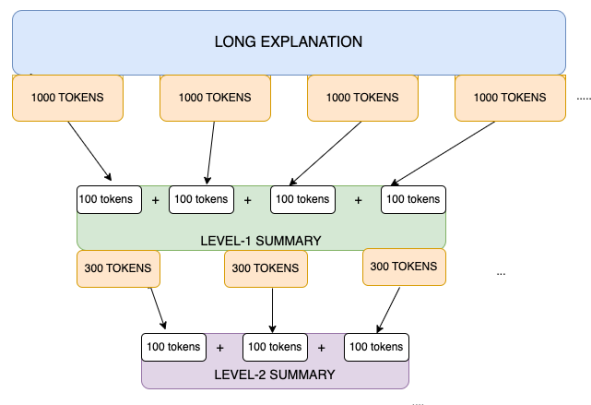 LONG EXPLANATION
1000 TOKENS 1000 TOKENS 1000 TOKENS 1000 TOKENS .....
100 tokens + 100 tokens + 100 tokens + 100 tokens
LEVEL-1 SUMMARY
300 TOKENS 300 TOKENS 300 TOKENS ...
100 tokens + 100 tokens + 100 tokens
LEVEL-2 SUMMARY
....